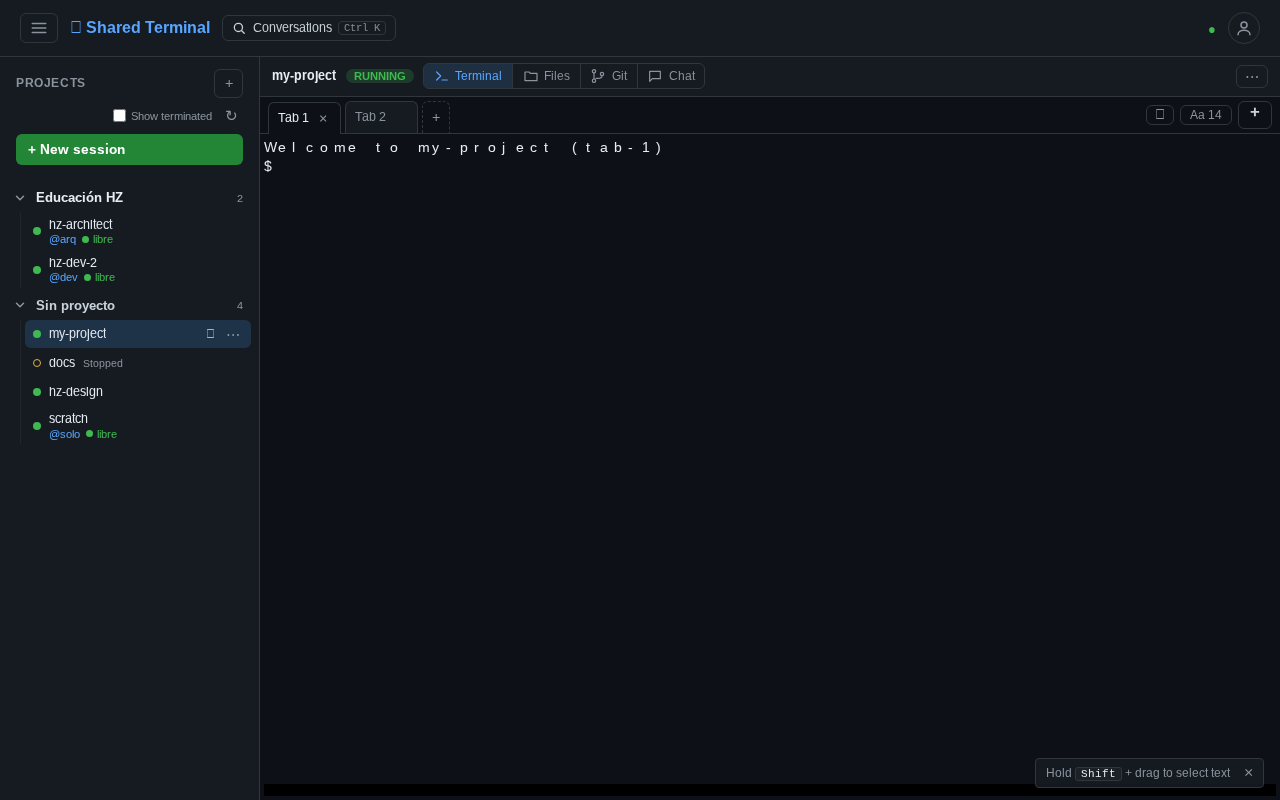 Shared Terminal
Conversations Ctrl K
PROJECTS +
Show terminated ↻
+ New session
Educación HZ 2
hz-architect
@arq libre
hz-dev-2
@dev libre
Sin proyecto 4
my-project ⋯
docs Stopped
hz-design
scratch
@solo libre
my-project RUNNING Terminal Files Git Chat ⋯
Tab 1 × Tab 2 + Aa 14 +
Welcome to my-project (tab-1)
$
Hold Shift + drag to select text ×